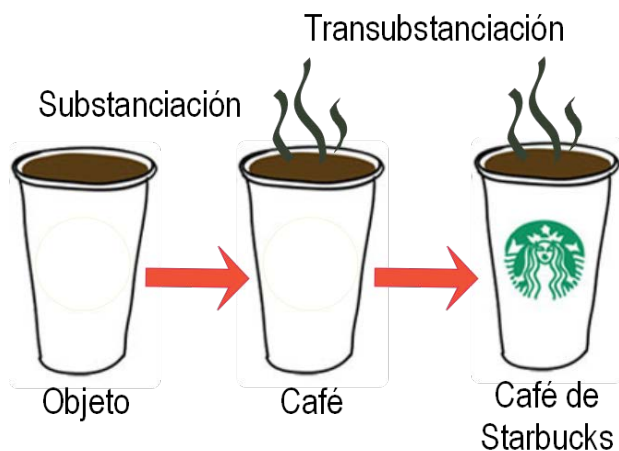 Transubstanciación
Substanciación
Objeto
Café
Café de
Starbucks